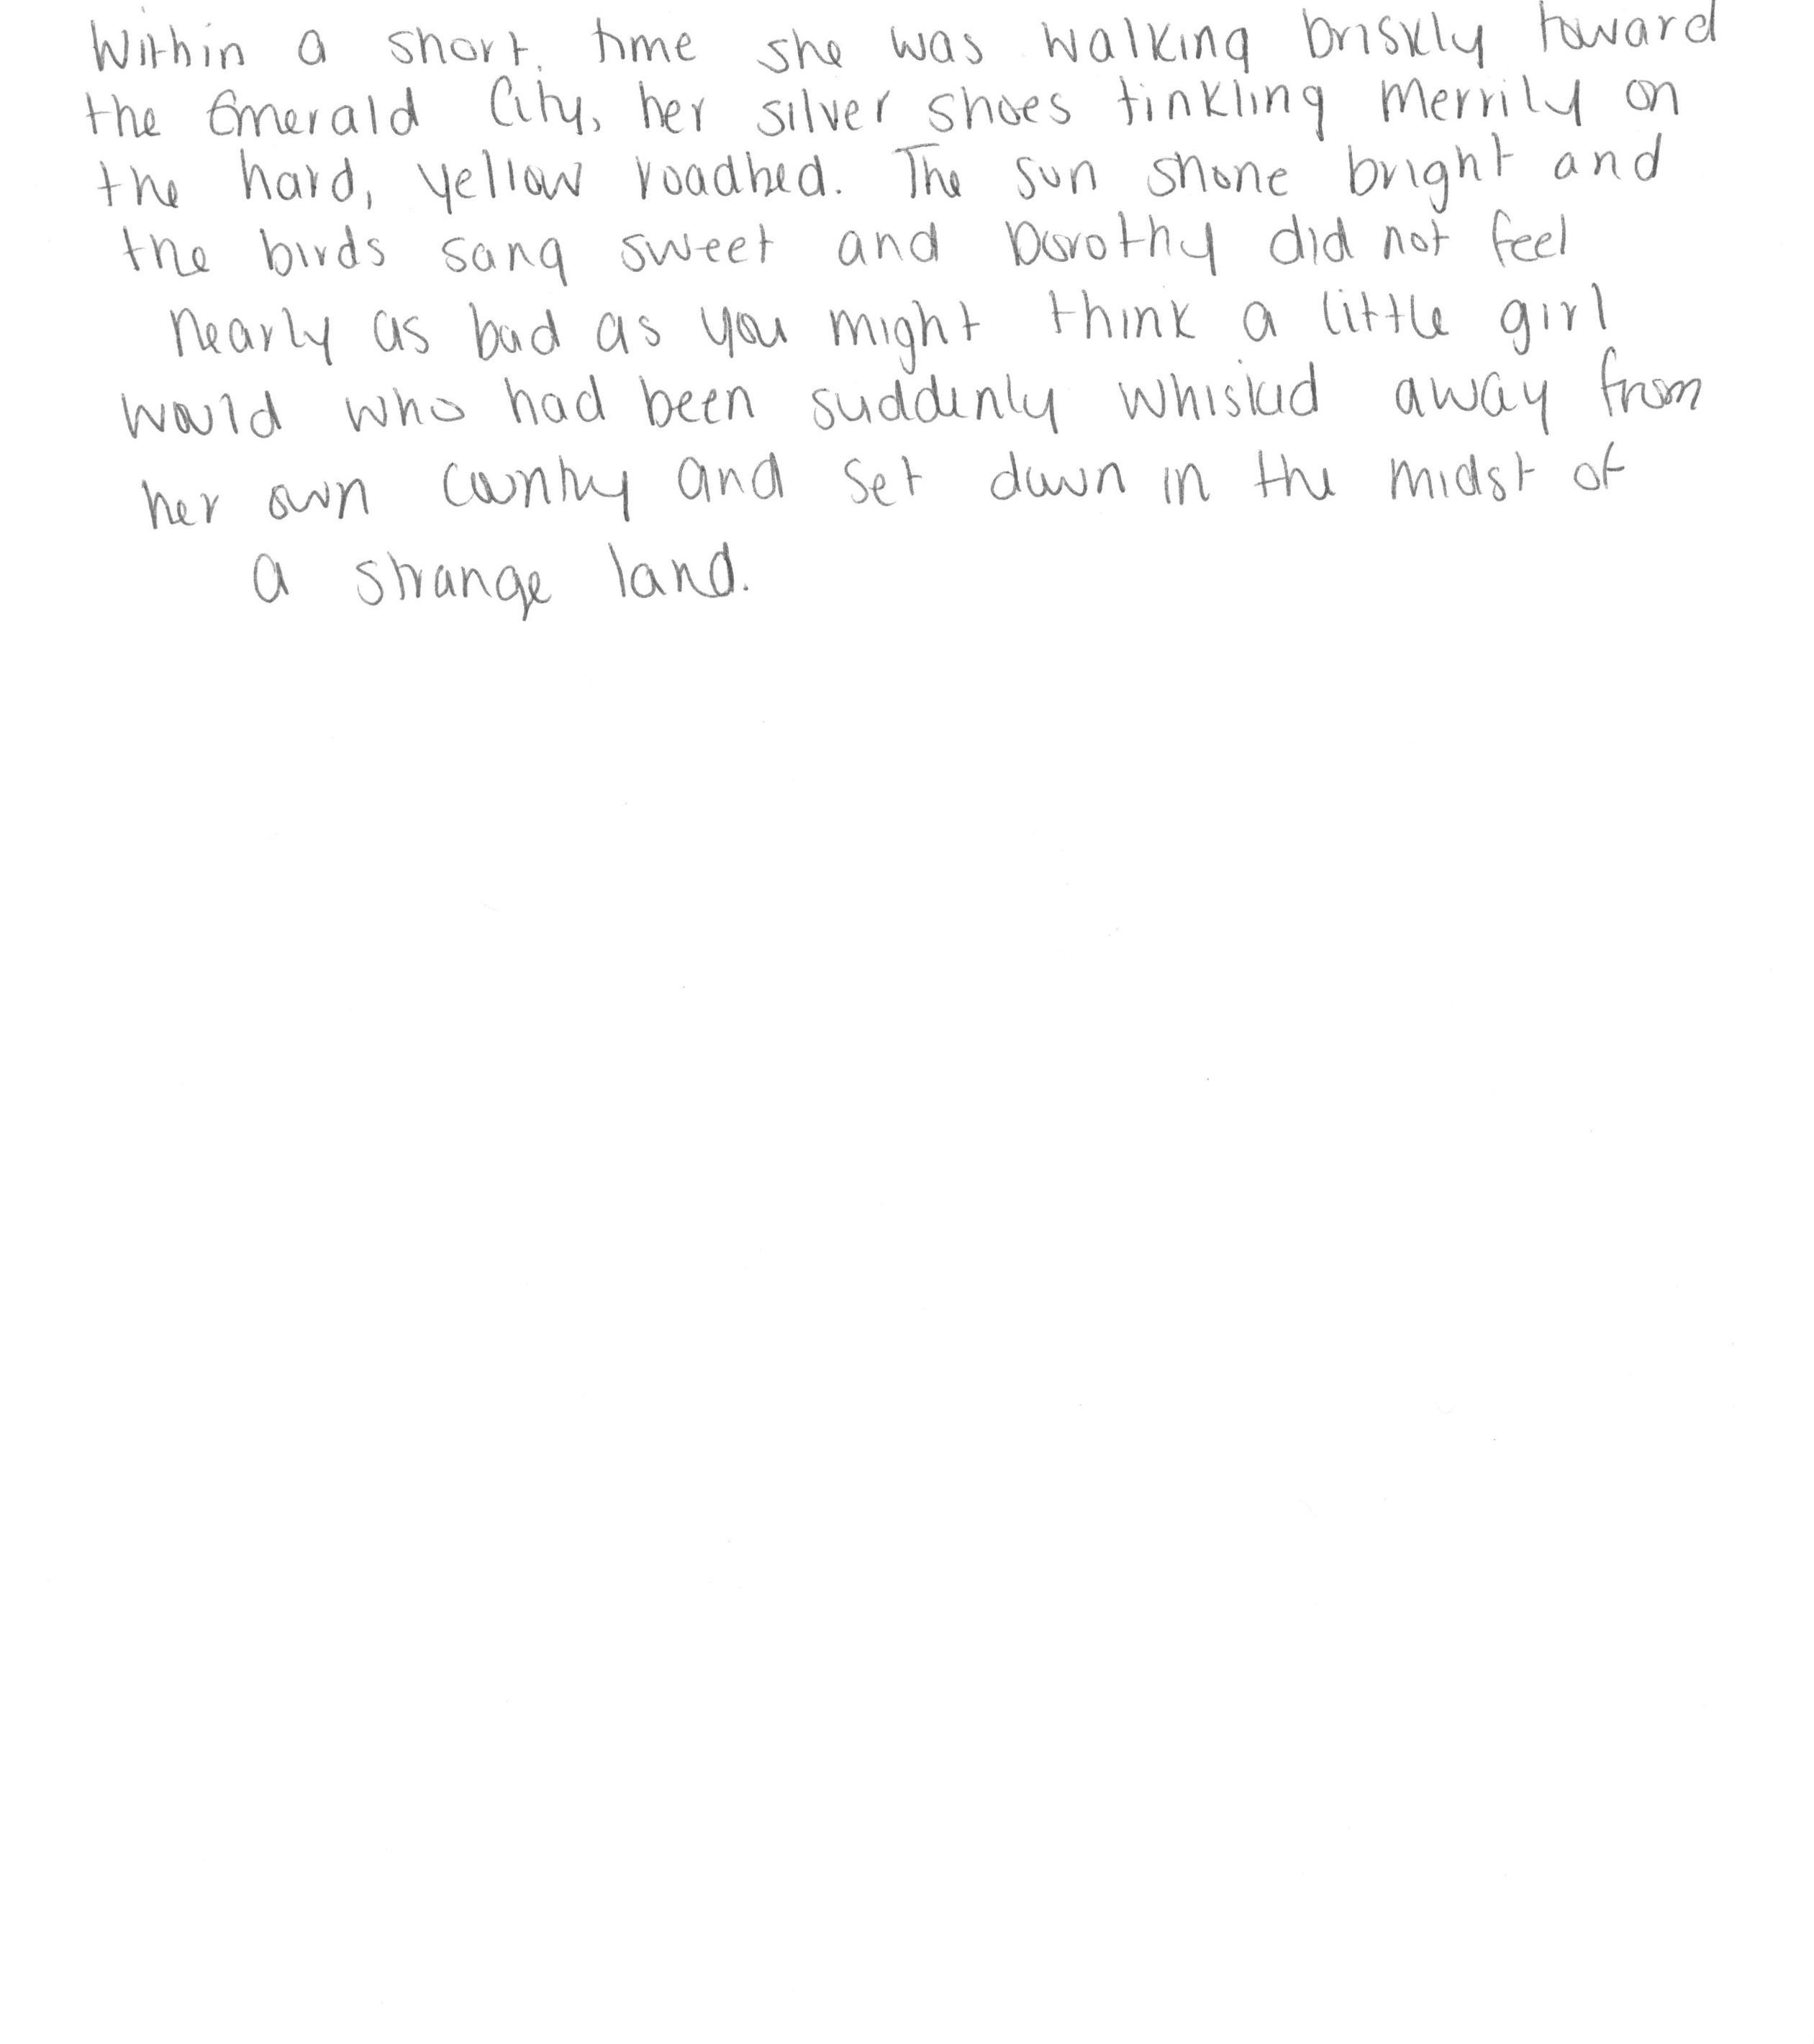 Within a short time she was walking briskly toward
the Emerald City, her silver shoes tinkling merrily on
the hard, yellow roadbed. The sun shone bright and
the birds sang sweet and Dorothy did not feel
nearly as bad as you might think a little girl
would who had been suddenly whisked away from
her own country and set down in the midst of
a strange land.